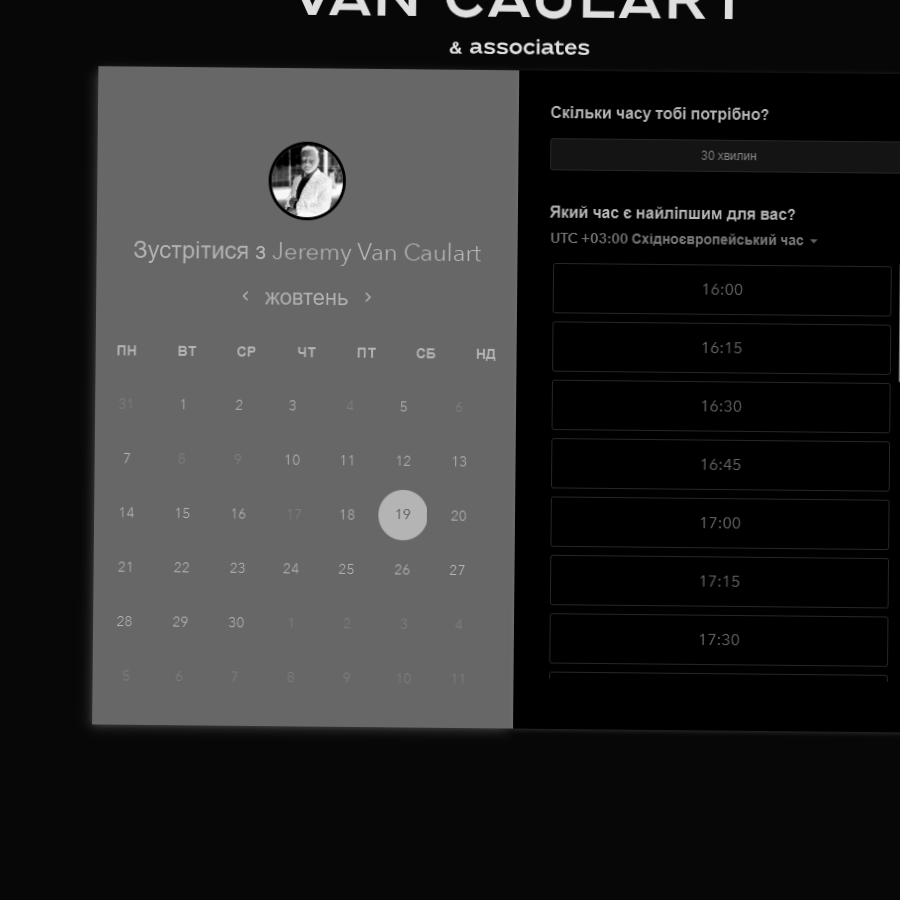 VAN CAULART
& associates
Зустрітися з Jeremy Van Caulart
жовтень
ПН ВТ СР ЧТ ПТ СБ НД
31 1 2 3 4 5 6
7 8 9 10 11 12 13
14 15 16 17 18 19 20
21 22 23 24 25 26 27
28 29 30 1 2 3 4
5 6 7 8 9 10 11
Скільки часу тобі потрібно?
30 хвилин
Який час є найліпшим для вас?
UTC +03:00 Східноєвропейський час
16:00
16:15
16:30
16:45
17:00
17:15
17:30